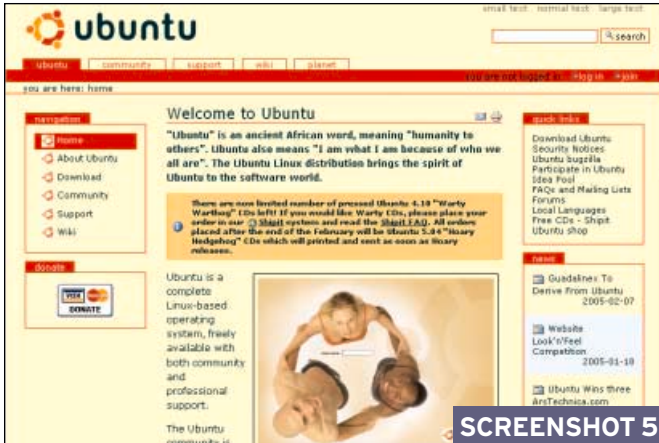 small text normal text large text
ubuntu
search
ubuntu community support wiki planet
you are not logged in log in join
you are here: home
navigation
Home
About Ubuntu
Download
Community
Support
Wiki
donate
VISA
DONATE
Welcome to Ubuntu
"Ubuntu" is an ancient African word, meaning "humanity to
others". Ubuntu also means "I am what I am because of who we
all are". The Ubuntu Linux distribution brings the spirit of
Ubuntu to the software world.
There are now limited number of pressed Ubuntu 4.10 "Warty
Warthog" CDs left! If you would like Warty CDs, please place your
order in our Shipit system and read the Shipit FAQ. All orders
placed after the end of the February will be Ubuntu 5.04 "Hoary
Hedgehog" CDs which will printed and sent as soon as Hoary
releases.
Ubuntu is a
complete
Linux-based
operating
system, freely
available with
both community
and
professional
support.
The Ubuntu
community is
quick links
Download Ubuntu
Security Notices
Ubuntu bugzilla
Participate in Ubuntu
Idea Pool
FAQs and Mailing Lists
Forums
Local Languages
Free CDs - Shipit
Ubuntu shop
news
Guadalinex To
Derive From Ubuntu
2005-02-07
Website
Look'n'Feel
Competition
2005-01-18
Ubuntu Wins three
ArsTechnica.com
SCREENSHOT 5